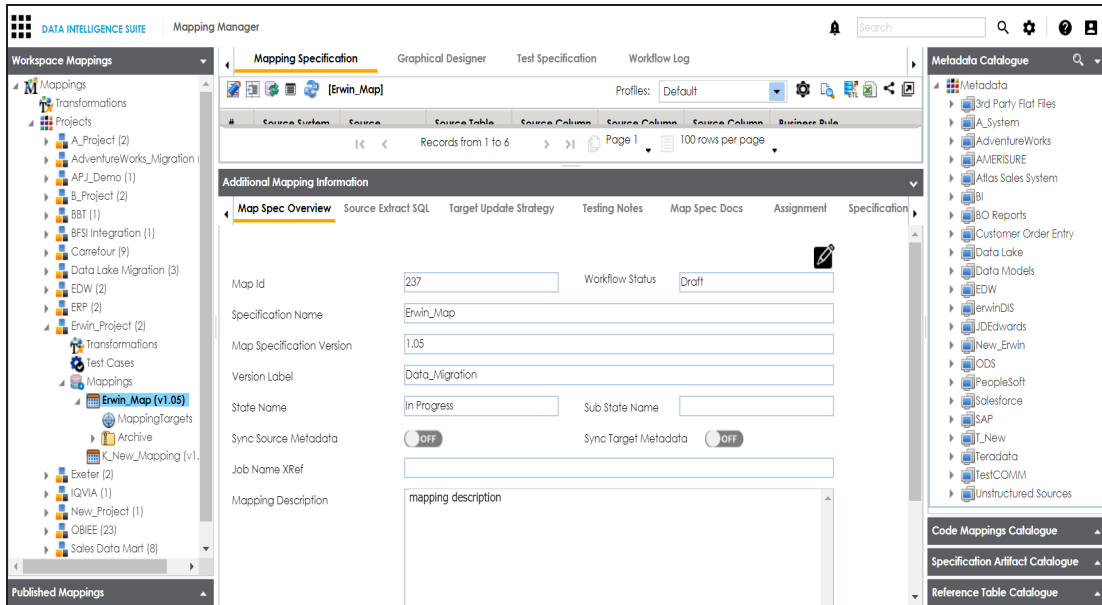 DATA INTELLIGENCE SUITE
Mapping Manager
Search
Workspace Mappings
Mappings
Transformations
Projects
A_Project (2)
AdventureWorks_Migration (
APJ_Demo (1)
B_Project (2)
BBT (1)
BFSI Integration (1)
Carrefour (9)
Data Lake Migration (3)
EDW (2)
ERP (2)
Erwin_Project (2)
Transformations
Test Cases
Mappings
Erwin_Map (v1.05)
MappingTargets
Archive
K_New_Mapping (v1.
Exeter (2)
IQVIA (1)
New_Project (1)
OBIEE (23)
Sales Data Mart (8)
Published Mappings
Mapping Specification
Graphical Designer
Test Specification
Workflow Log
[Erwin_Map]
Profiles:
Default
ETL
#
Source System
Source
Source Table
Source Column
Source Column
Source Column
Business Rule
Records from 1 to 6
Page 1
100 rows per page
Additional Mapping Information
Map Spec Overview
Source Extract SQL
Target Update Strategy
Testing Notes
Map Spec Docs
Assignment
Specification
Map Id
237
Workflow Status
Draft
Specification Name
Erwin_Map
Map Specification Version
1.05
Version Label
Data_Migration
State Name
In Progress
Sub State Name
Sync Source Metadata
OFF
Sync Target Metadata
OFF
Job Name XRef
Mapping Description
mapping description
Metadata Catalogue
Metadata
3rd Party Flat Files
A_System
AdventureWorks
AMERISURE
Atlas Sales System
BI
BO Reports
Customer Order Entry
Data Lake
Data Models
EDW
erwinDIS
JDEdwards
New_Erwin
ODS
PeopleSoft
Salesforce
SAP
T_New
Teradata
TestCOMM
Unstructured Sources
Code Mappings Catalogue
Specification Artifact Catalogue
Reference Table Catalogue